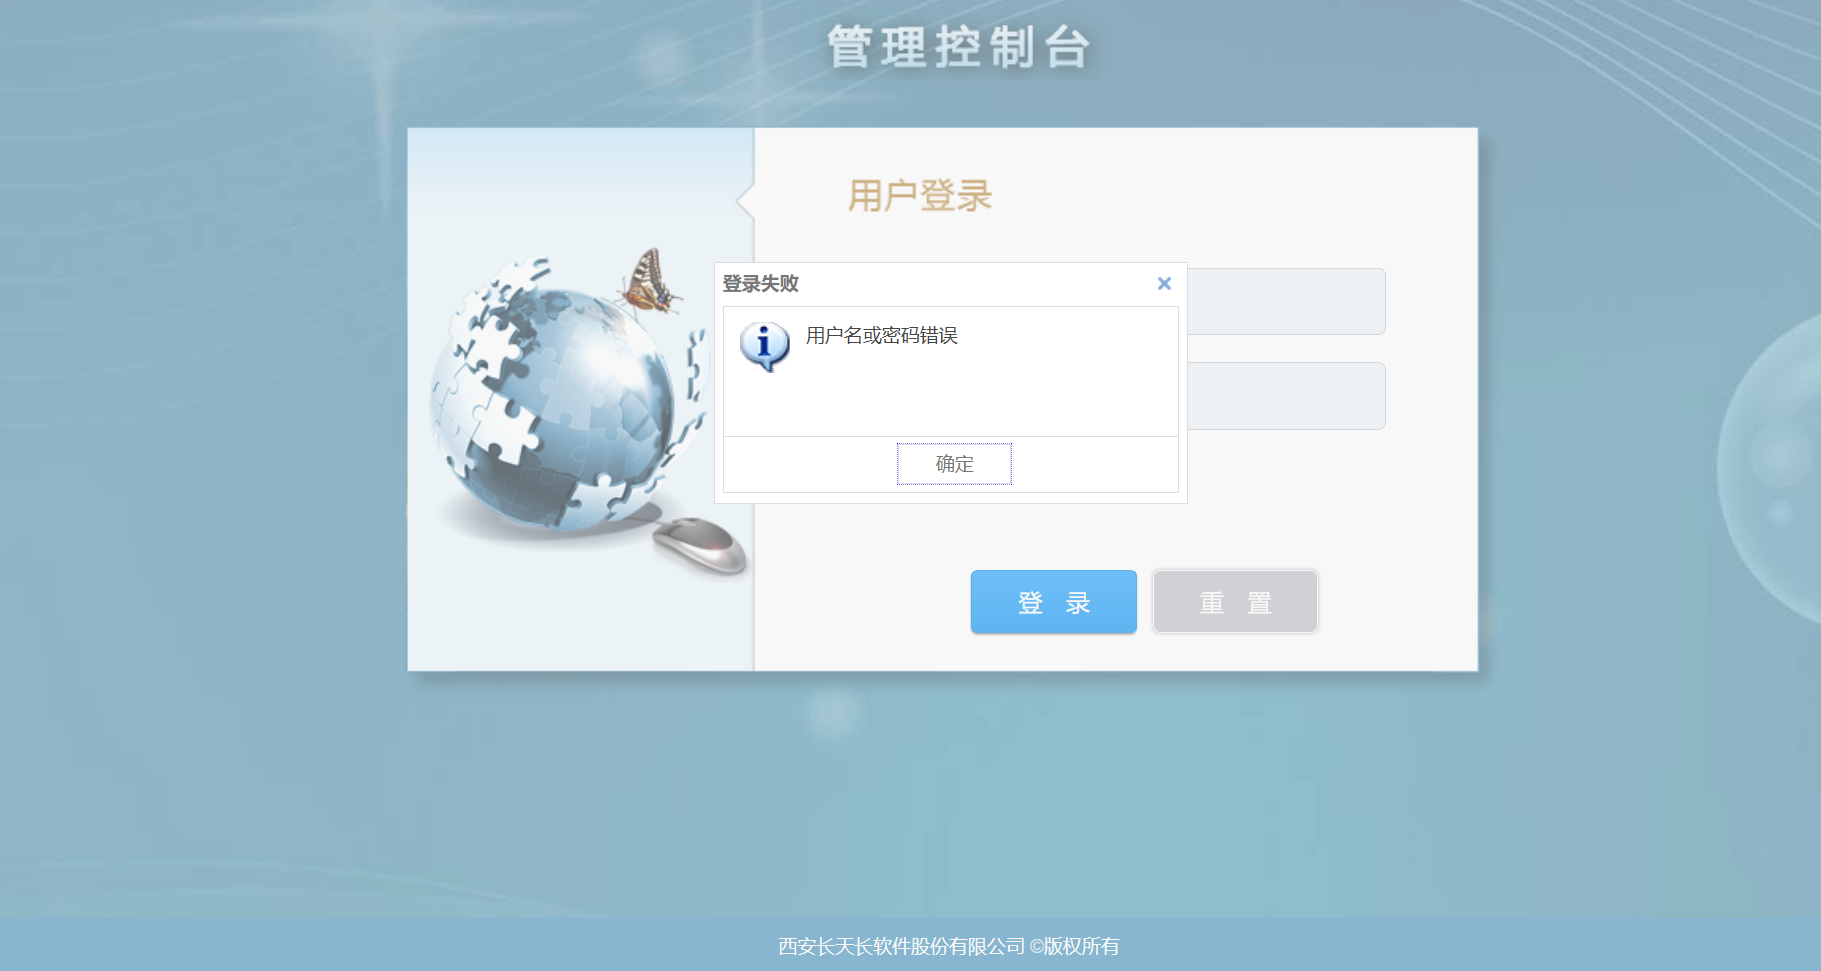 管理控制台
用户登录
登录失败
用户名或密码错误
确定
登 录
重 置
西安长天长软件股份有限公司 ©版权所有